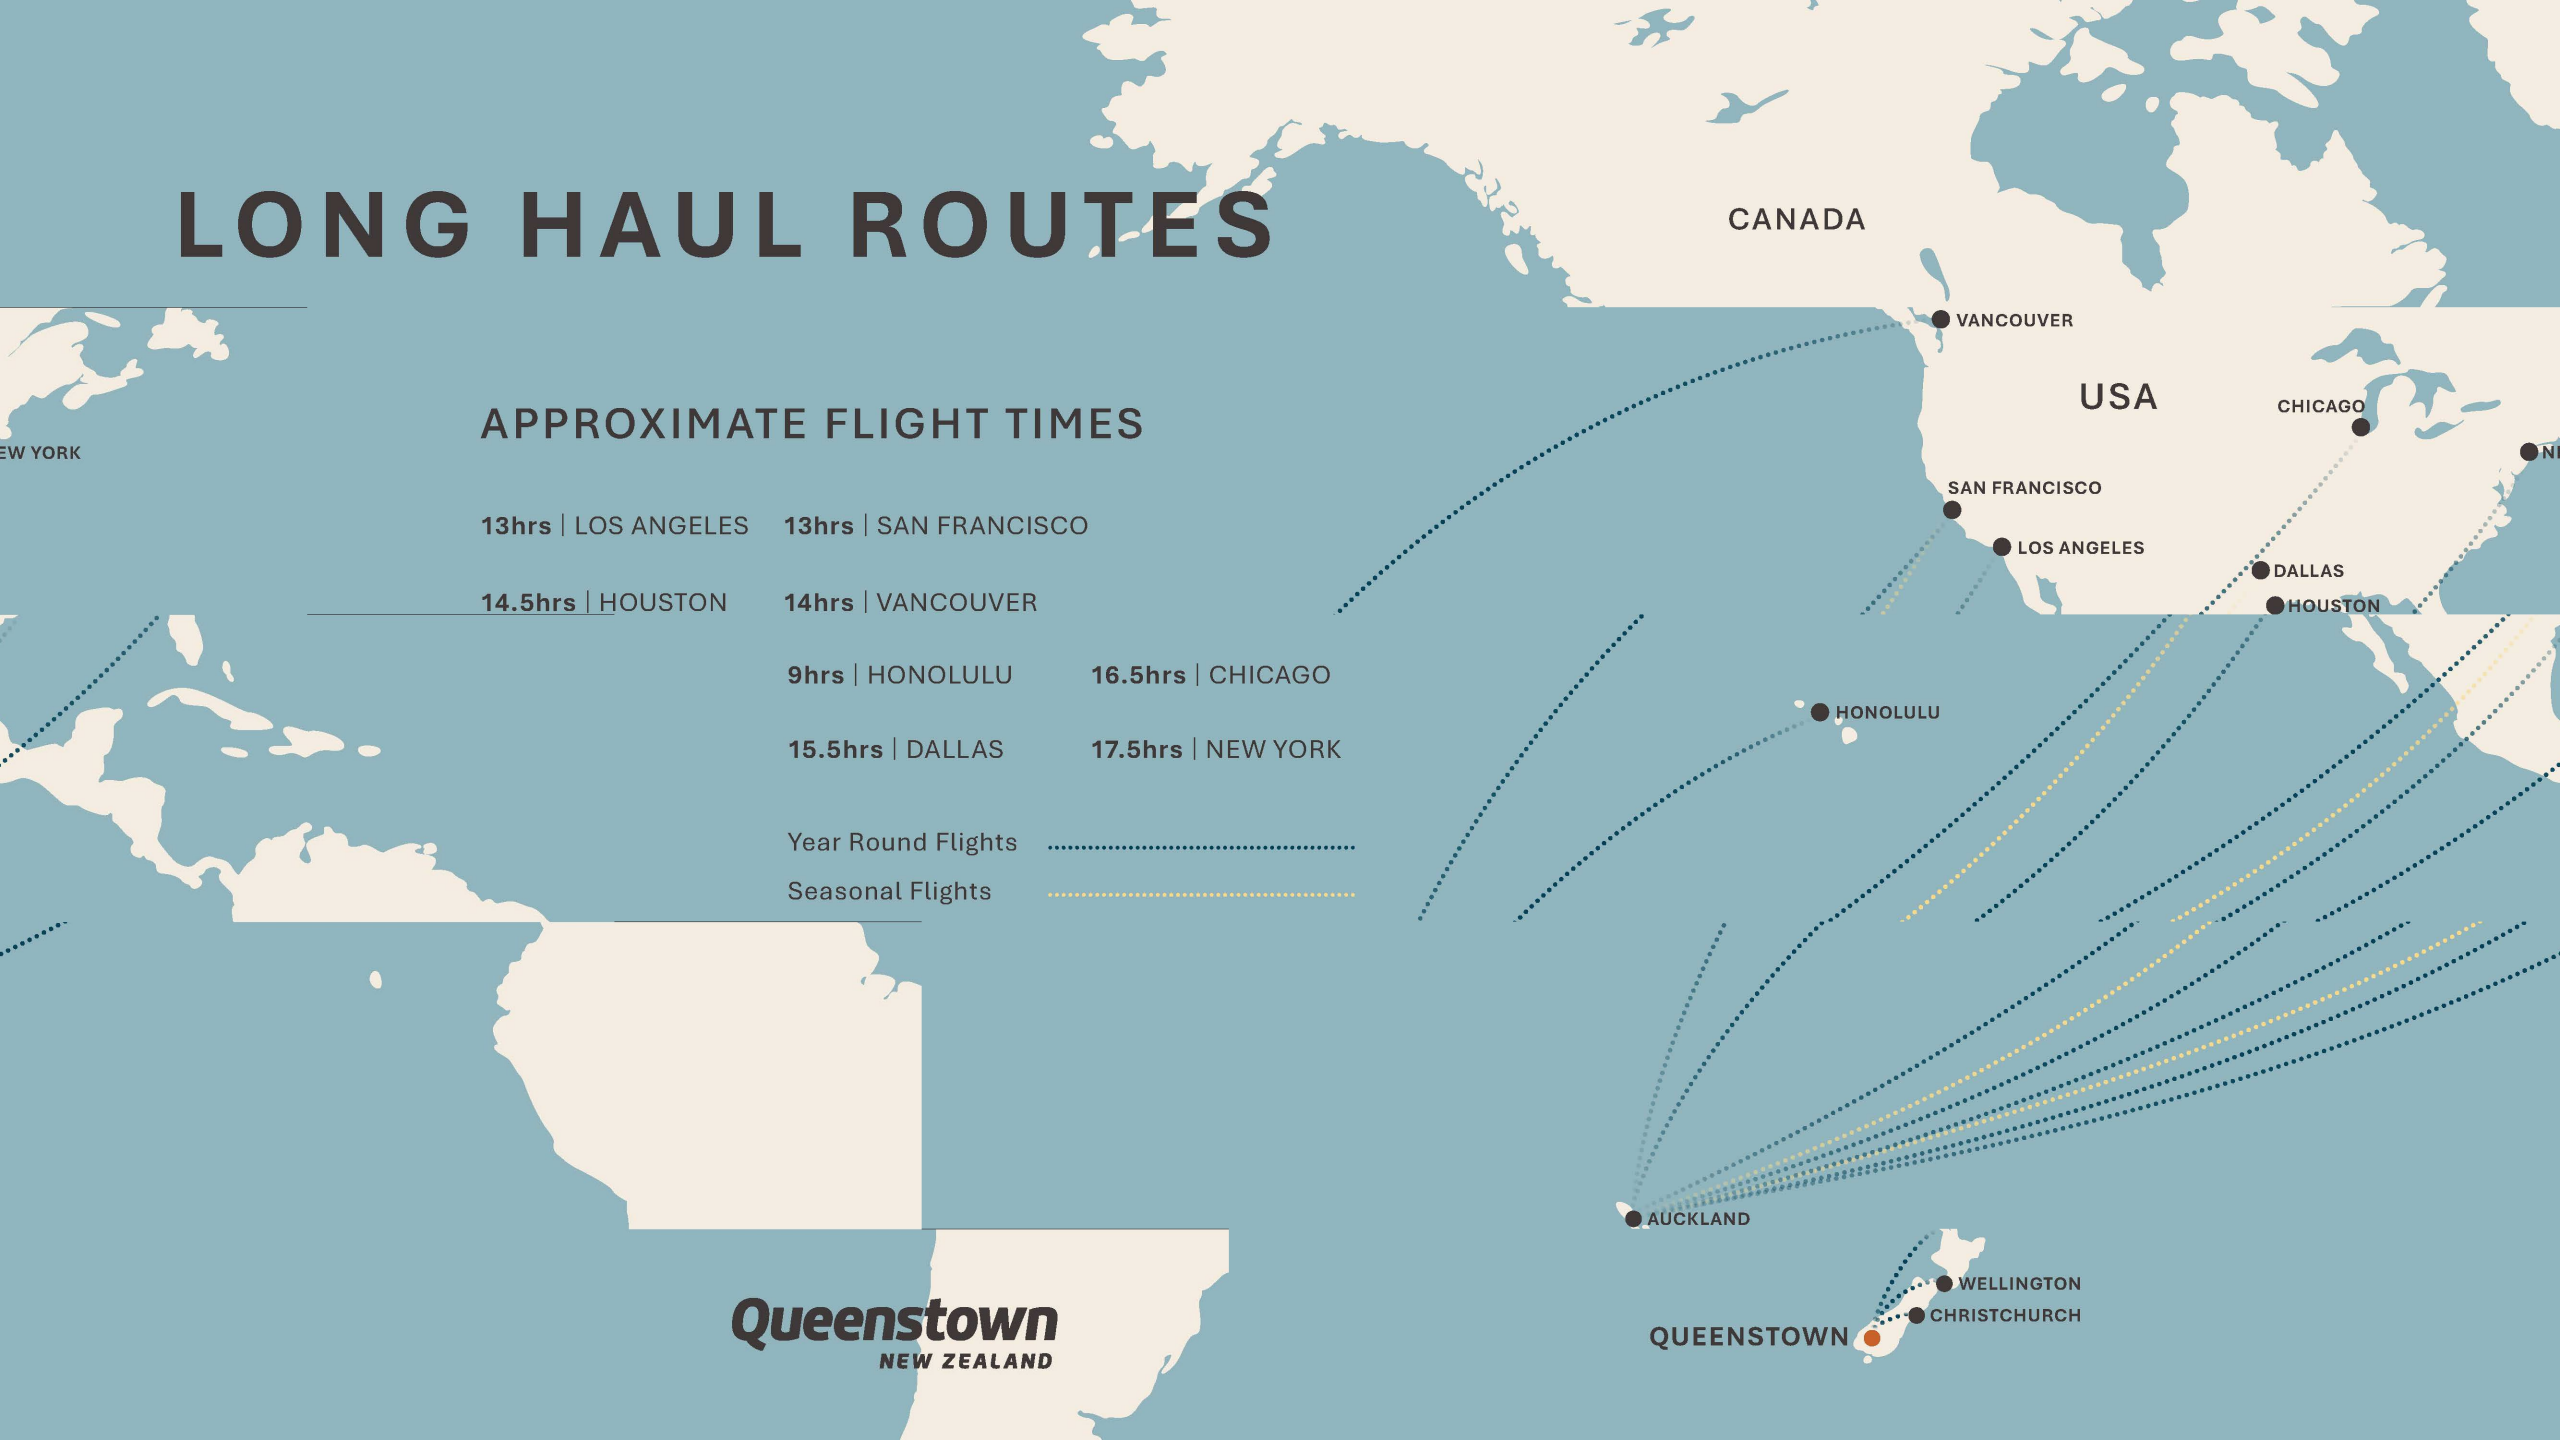 LONG HAUL ROUTES
CANADA
VANCOUVER
USA
CHICAGO
EW YORK
NE
SAN FRANCISCO
LOS ANGELES
DALLAS
HOUSTON
APPROXIMATE FLIGHT TIMES
13hrs | LOS ANGELES
13hrs | SAN FRANCISCO
14.5hrs | HOUSTON
14hrs | VANCOUVER
9hrs | HONOLULU
16.5hrs | CHICAGO
15.5hrs | DALLAS
17.5hrs | NEW YORK
HONOLULU
Year Round Flights
Seasonal Flights
AUCKLAND
WELLINGTON
CHRISTCHURCH
QUEENSTOWN
Queenstown
NEW ZEALAND